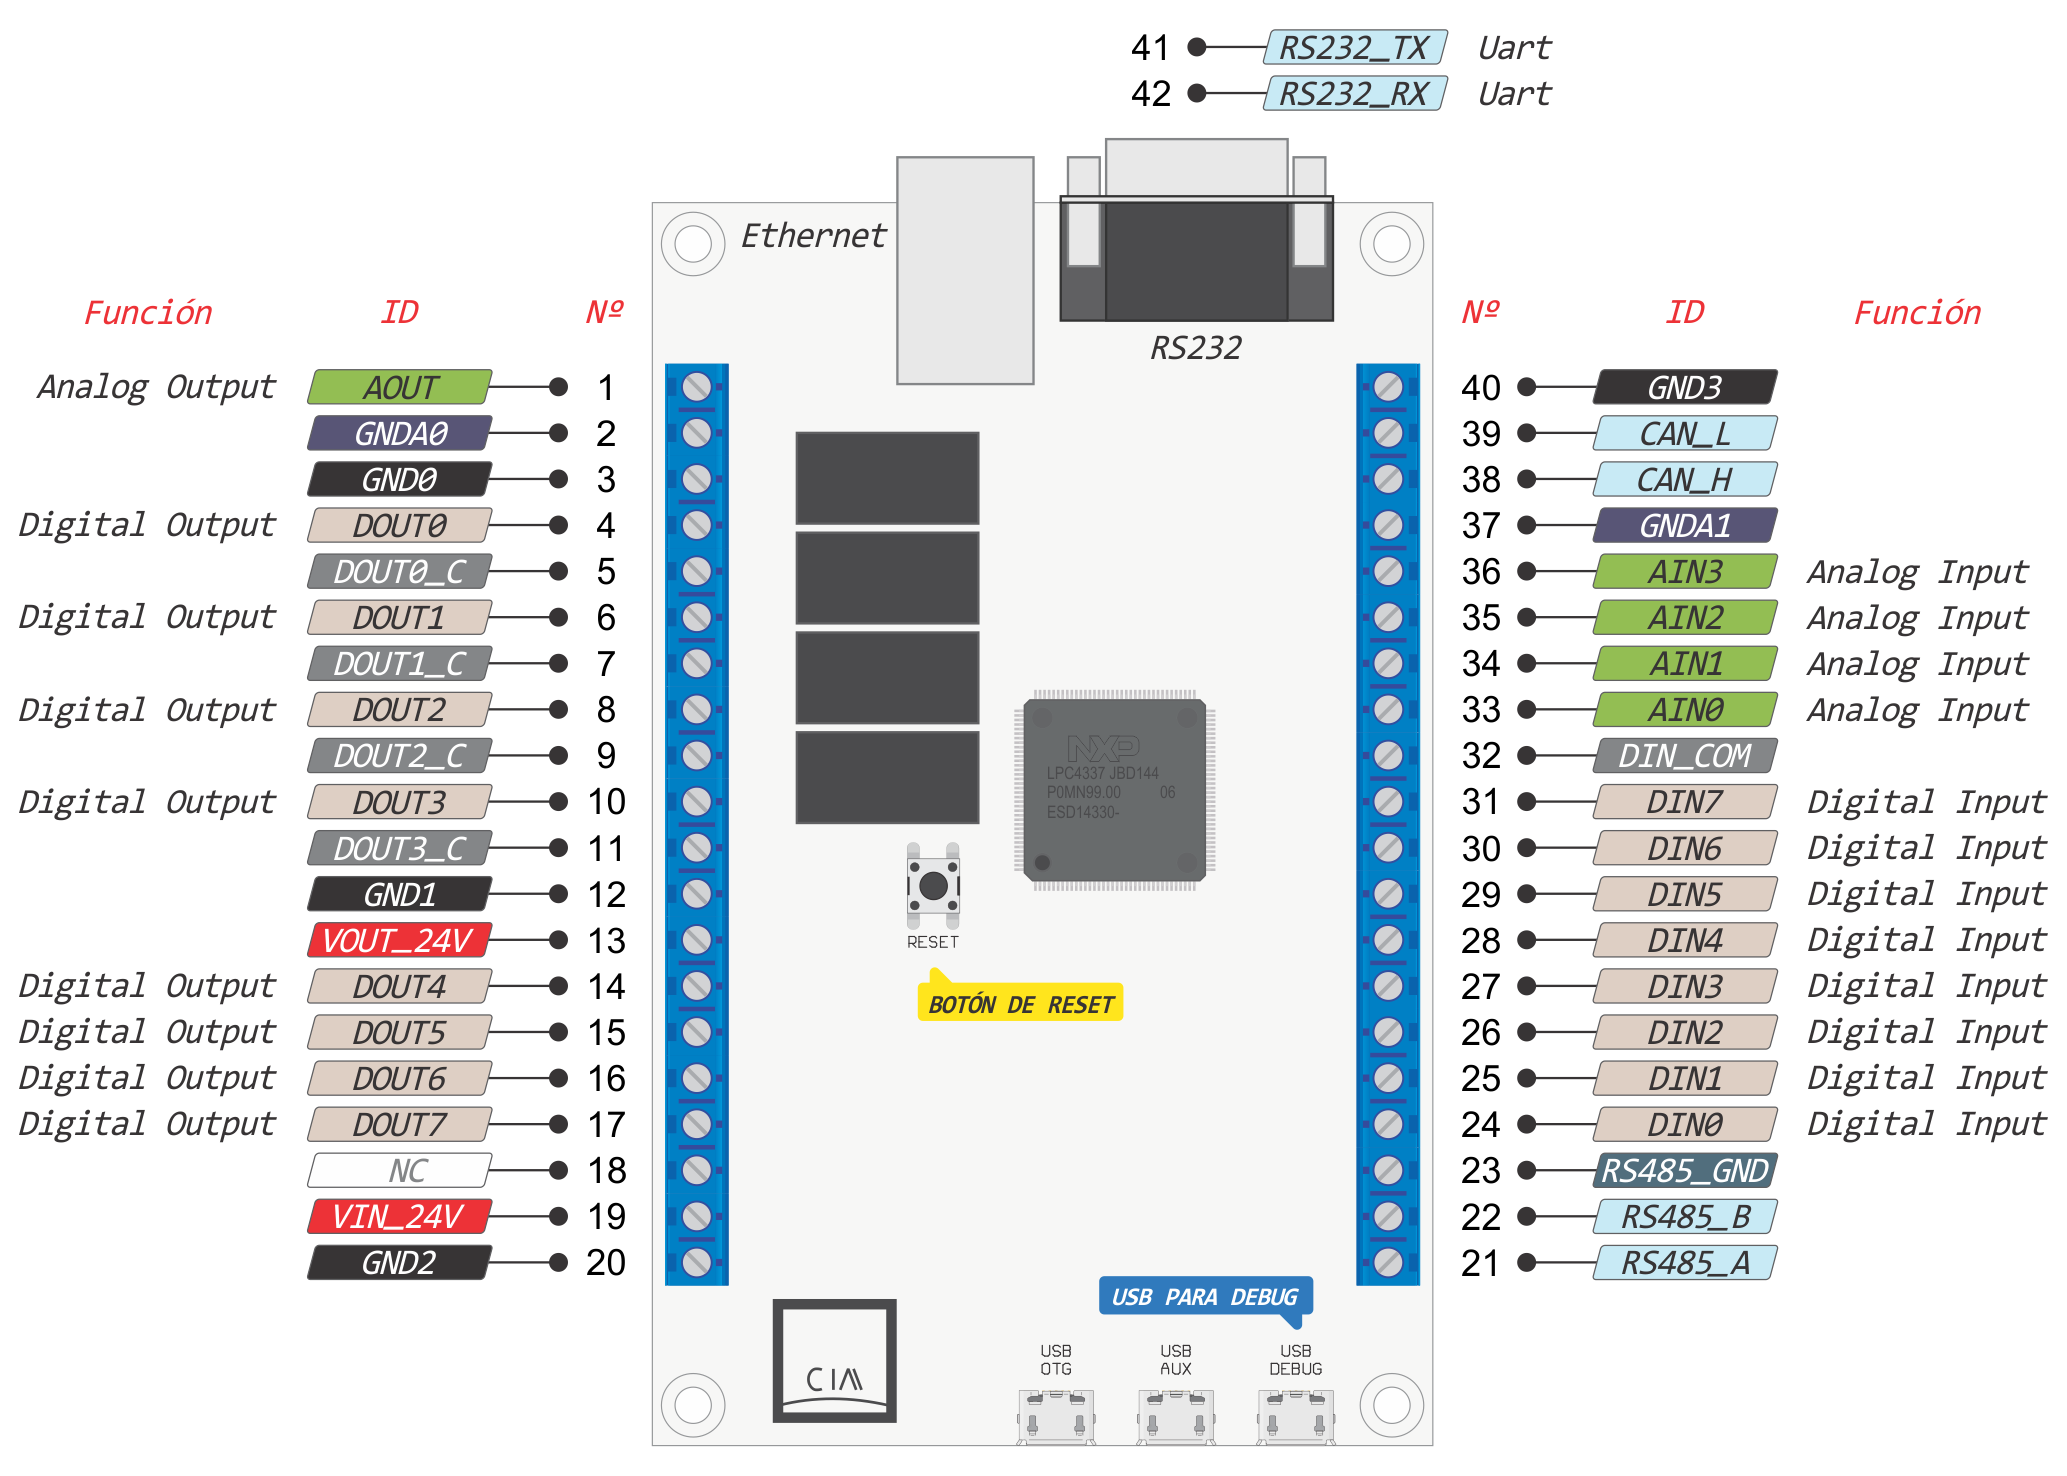 41 RS232_TX Uart
42 RS232_RX Uart
Ethernet
RS232
Función ID Nº
Nº ID Función
Analog Output AOUT 1
GNDA0 2
GND0 3
Digital Output DOUT0 4
DOUT0_C 5
Digital Output DOUT1 6
DOUT1_C 7
Digital Output DOUT2 8
DOUT2_C 9
Digital Output DOUT3 10
DOUT3_C 11
GND1 12
VOUT_24V 13
Digital Output DOUT4 14
Digital Output DOUT5 15
Digital Output DOUT6 16
Digital Output DOUT7 17
NC 18
VIN_24V 19
GND2 20
NXP
LPC4337 JBD144
P0MN99.00 06
ESD14330-
RESET
BOTÓN DE RESET
40 GND3
39 CAN_L
38 CAN_H
37 GNDA1
36 AIN3 Analog Input
35 AIN2 Analog Input
34 AIN1 Analog Input
33 AIN0 Analog Input
32 DIN_COM
31 DIN7 Digital Input
30 DIN6 Digital Input
29 DIN5 Digital Input
28 DIN4 Digital Input
27 DIN3 Digital Input
26 DIN2 Digital Input
25 DIN1 Digital Input
24 DIN0 Digital Input
23 RS485_GND
22 RS485_B
21 RS485_A
USB PARA DEBUG
CIAA
USB
OTG
USB
AUX
USB
DEBUG